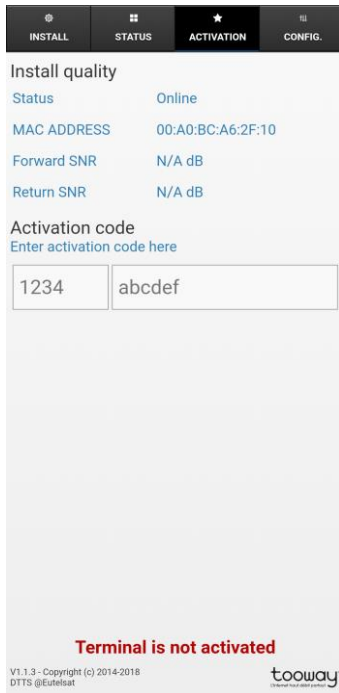 INSTALL STATUS ACTIVATION CONFIG.
Install quality
Status Online
MAC ADDRESS 00:A0:BC:A6:2F:10
Forward SNR N/A dB
Return SNR N/A dB
Activation code
Enter activation code here
1234 abcdef
Terminal is not activated
V1.1.3 - Copyright (c) 2014-2018
DTTS @Eutelsat
tooway